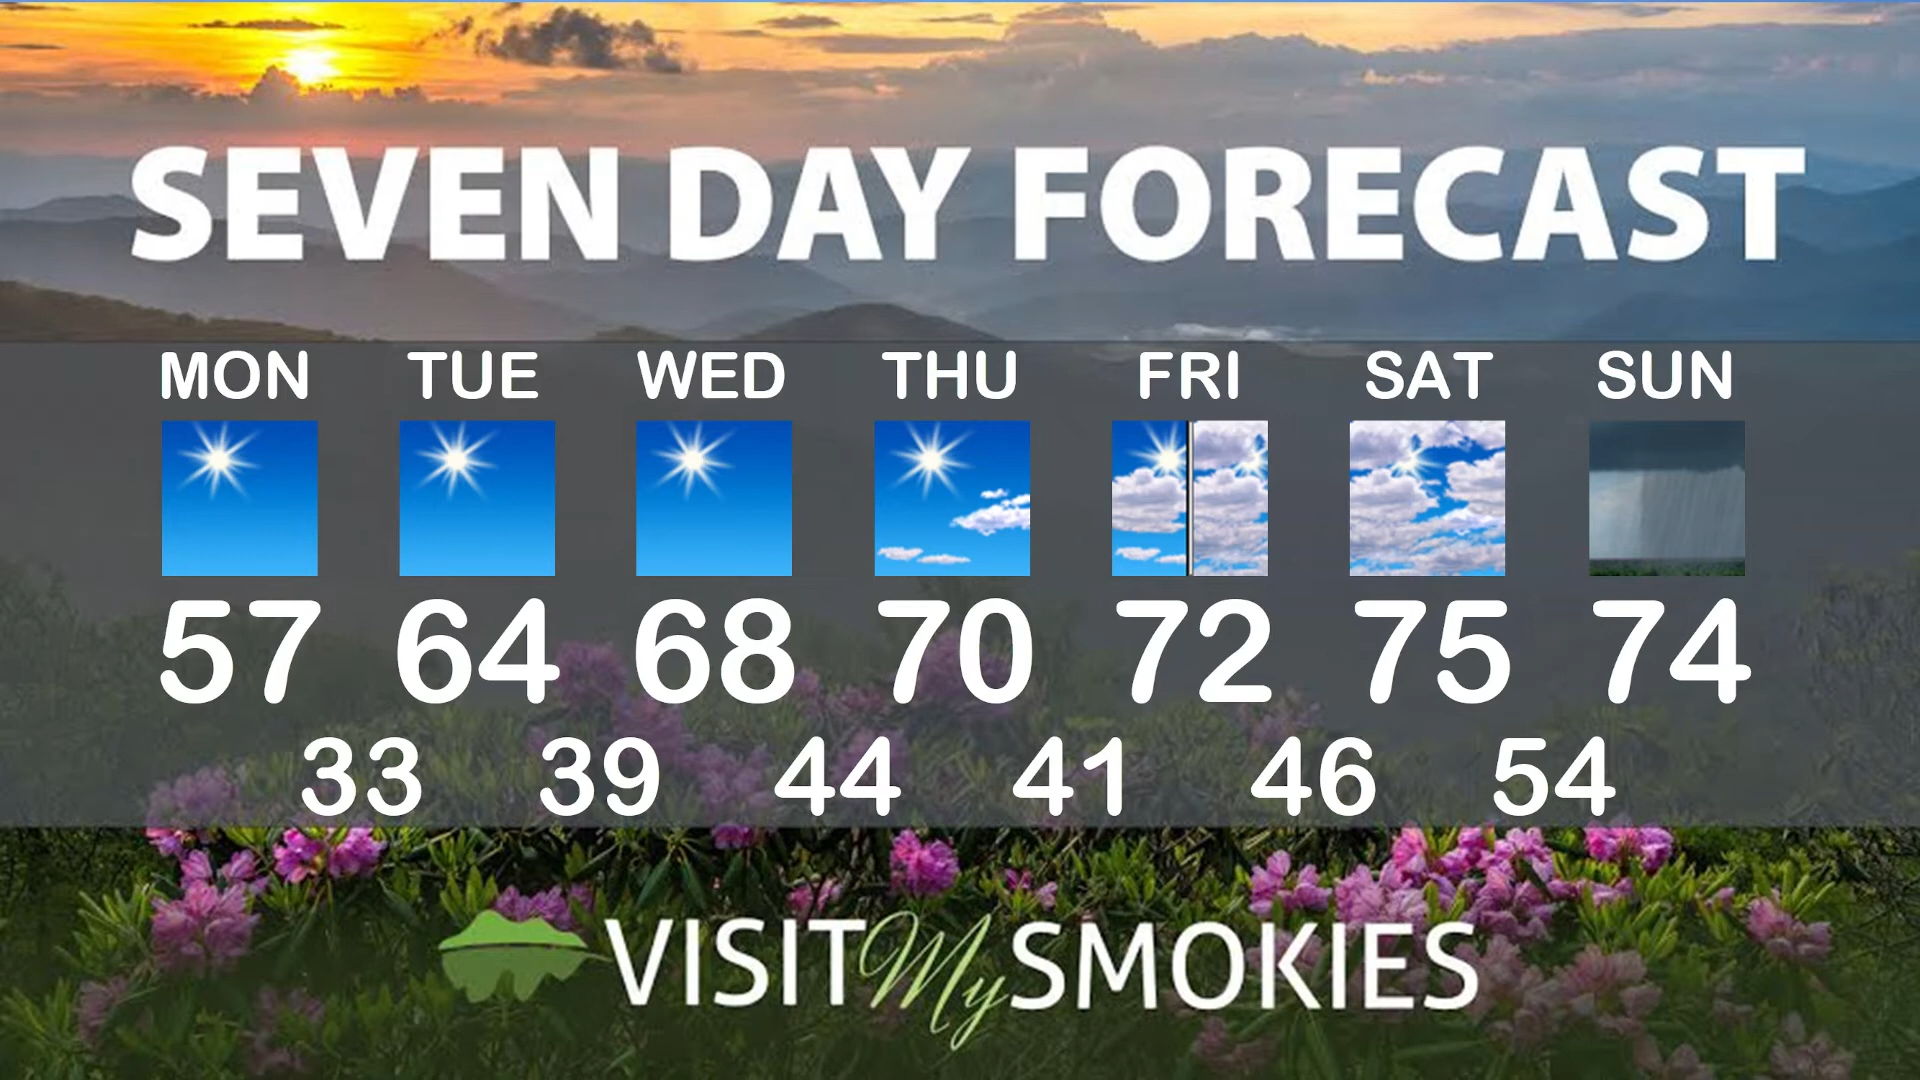 SEVEN DAY FORECAST
MON TUE WED THU FRI SAT SUN
57 64 68 70 72 75 74
33 39 44 41 46 54
VISIT My SMOKIES